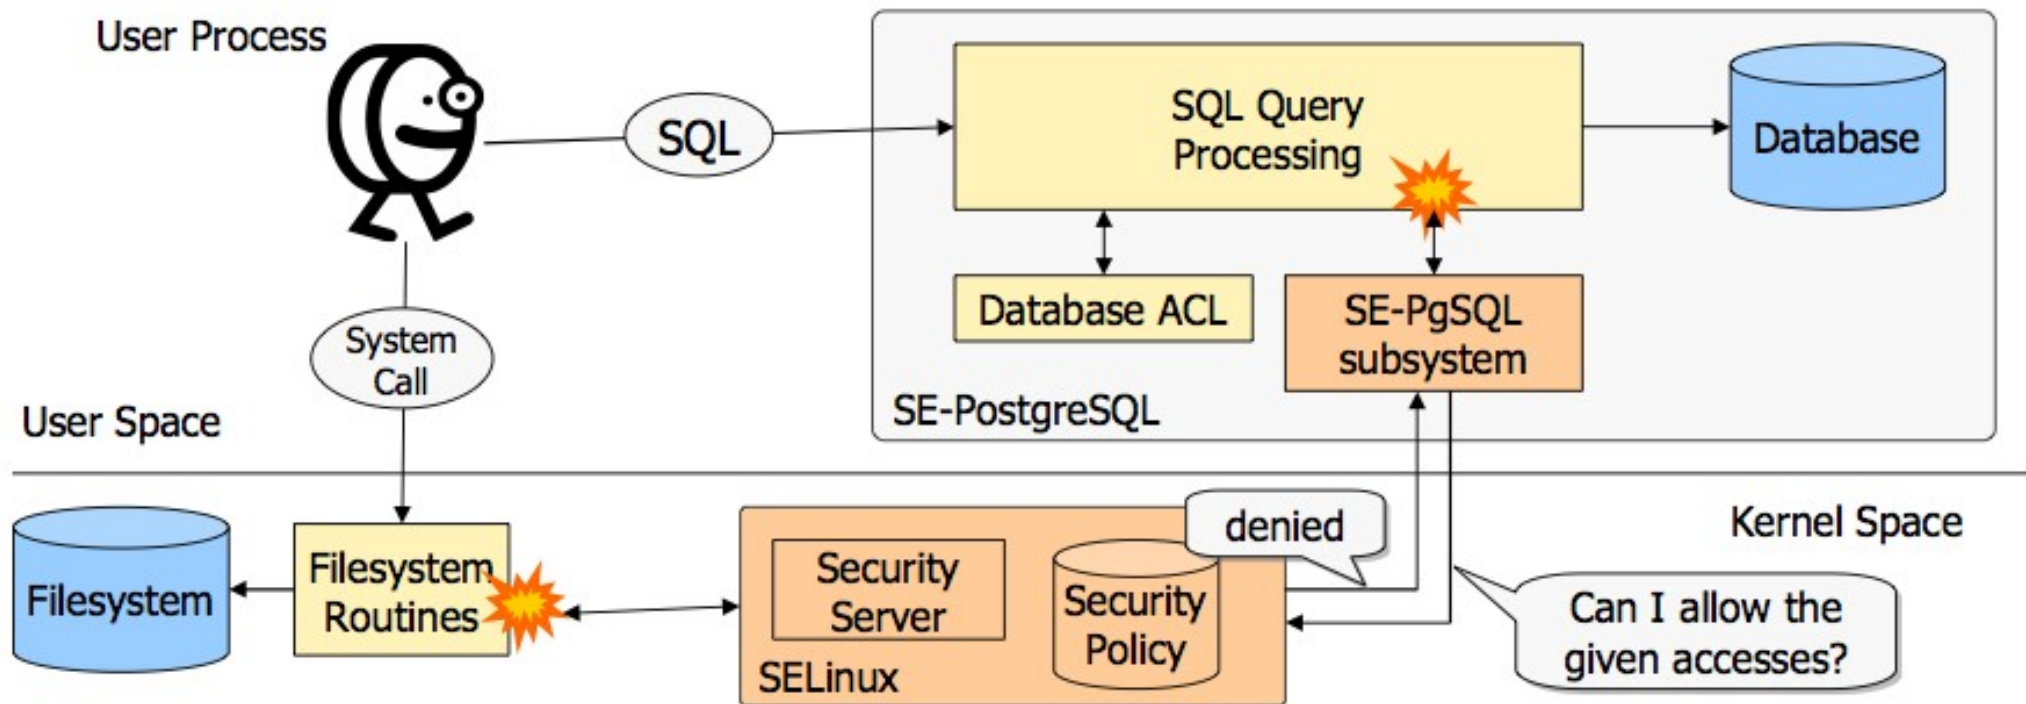 User Process
SQL
SQL Query
Processing
Database
Database ACL
SE-PgSQL
subsystem
SE-PostgreSQL
System
Call
User Space
Kernel Space
Filesystem
Filesystem
Routines
Security
Server
Security
Policy
SELinux
denied
Can I allow the
given accesses?